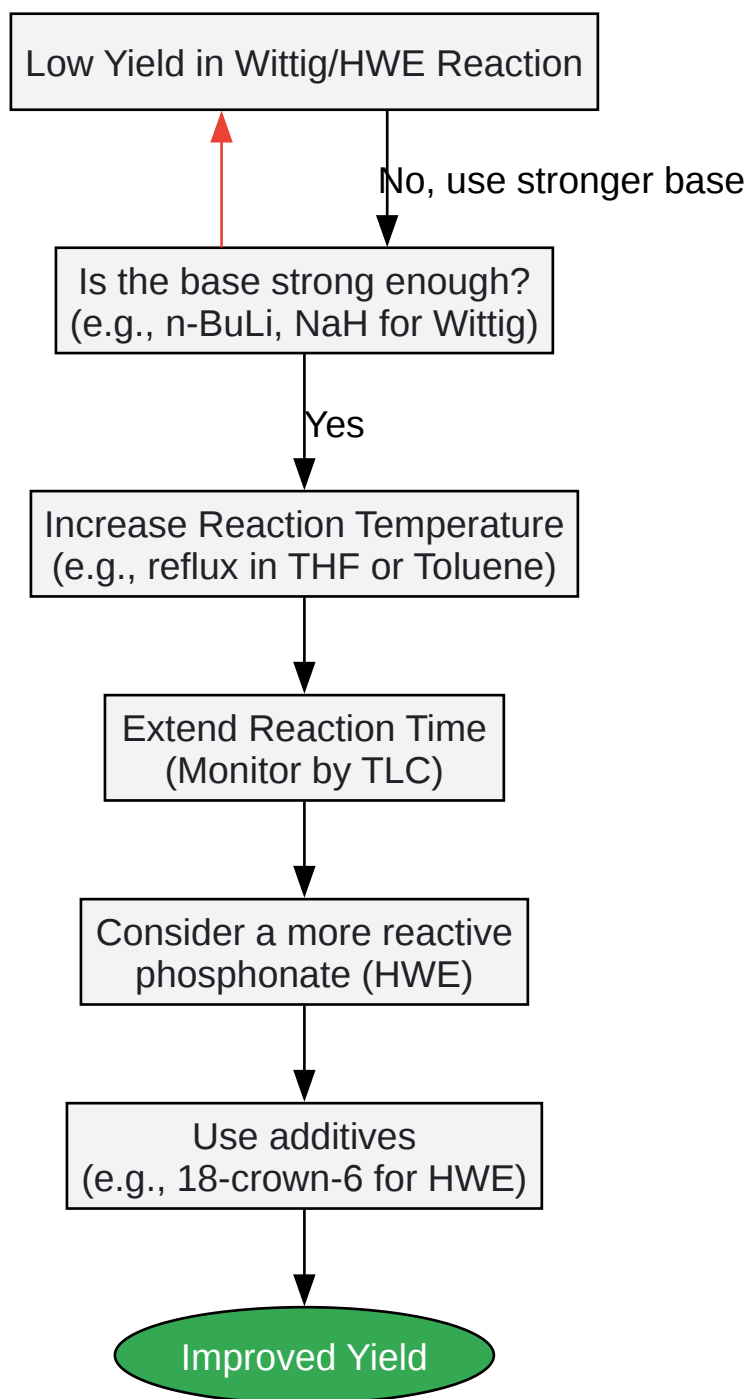 Low Yield in Wittig/HWE Reaction
No, use stronger base
Is the base strong enough?
(e.g., n-BuLi, NaH for Wittig)
Yes
Increase Reaction Temperature
(e.g., reflux in THF or Toluene)
Extend Reaction Time
(Monitor by TLC)
Consider a more reactive
phosphonate (HWE)
Use additives
(e.g., 18-crown-6 for HWE)
Improved Yield